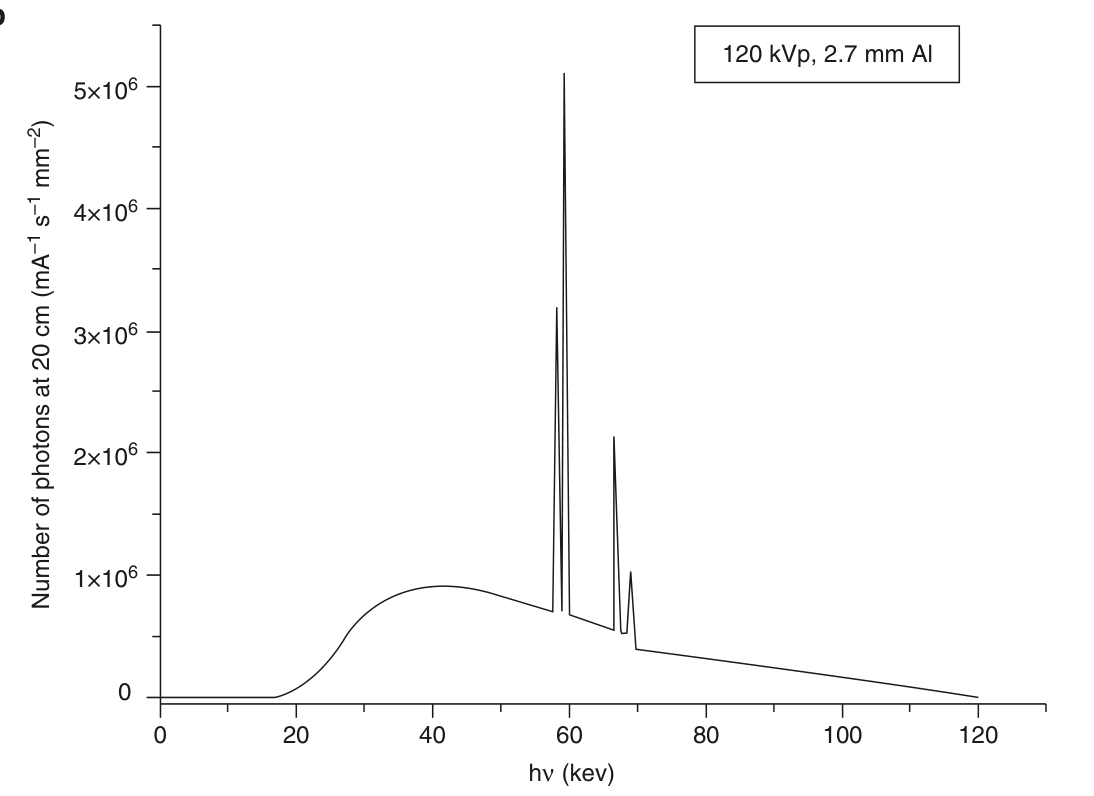 120 kVp, 2.7 mm Al
Number of photons at 20 cm (mA⁻¹ s⁻¹ mm⁻²)
5×10⁶
4×10⁶
3×10⁶
2×10⁶
1×10⁶
0
0 20 40 60 80 100 120
hν (kev)